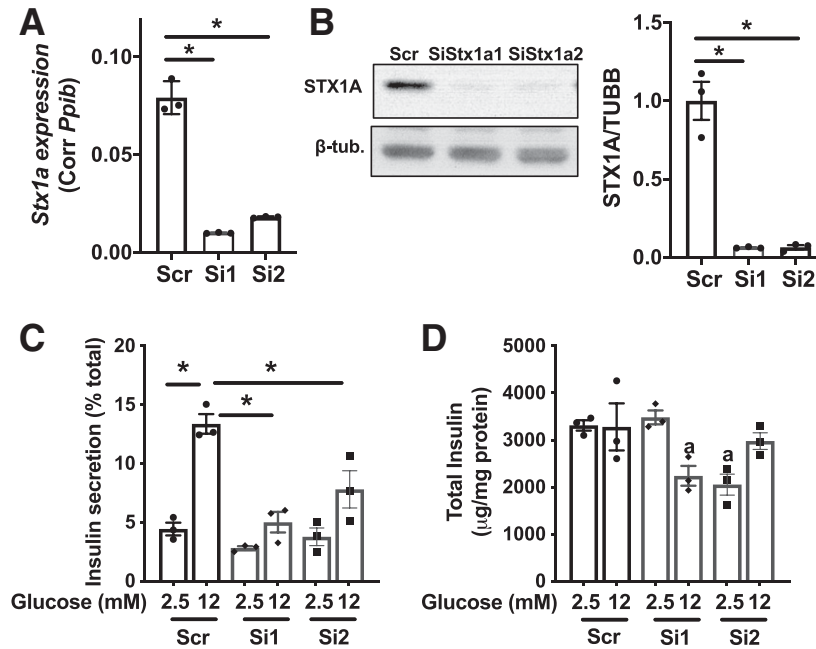 A
Stx1a expression
(Corr Ppib)
0.10
0.05
0.00
*
*
Scr Si1 Si2
B
Scr SiStx1a1 SiStx1a2
STX1A
β-tub.
STX1A/TUBB
1.5
1.0
0.5
0.0
*
*
Scr Si1 Si2
C
Insulin secretion (% total)
20
15
10
5
0
*
*
*
Glucose (mM) 2.5 12 2.5 12 2.5 12
Scr Si1 Si2
D
Total Insulin
(μg/mg protein)
5000
4000
3000
2000
1000
0
a
a
Glucose (mM) 2.5 12 2.5 12 2.5 12
Scr Si1 Si2